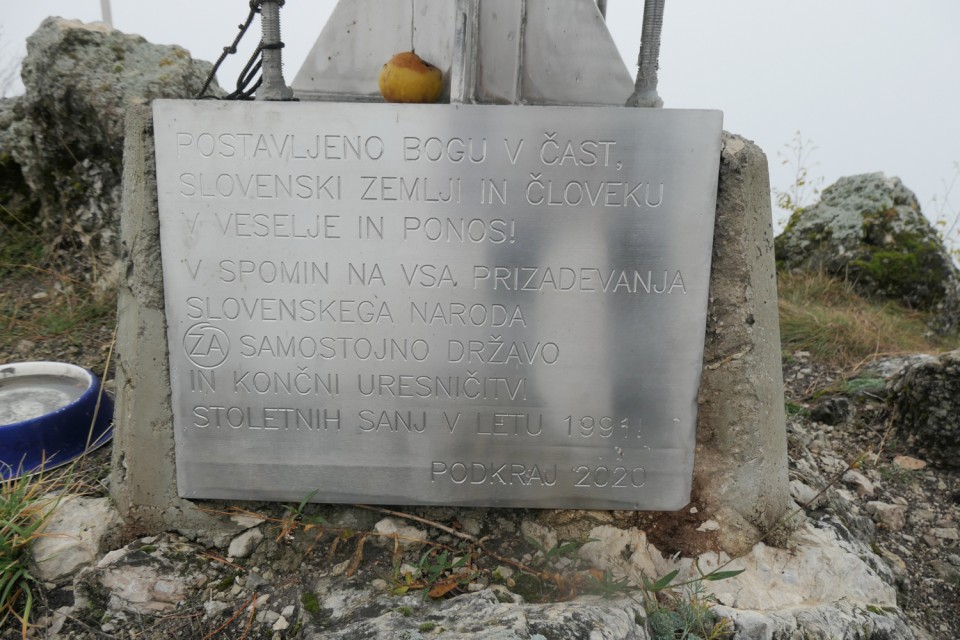 POSTAVLJENO BOGU V ČAST,
SLOVENSKI ZEMLJI IN ČLOVEKU
V VESELJE IN PONOS!
V SPOMIN NA VSA PRIZADEVANJA
SLOVENSKEGA NARODA
ZA SAMOSTOJNO DRŽAVO
IN KONČNI URESNIČITVI
STOLETNIH SANJ V LETU 1991!
PODKRAJ 2020